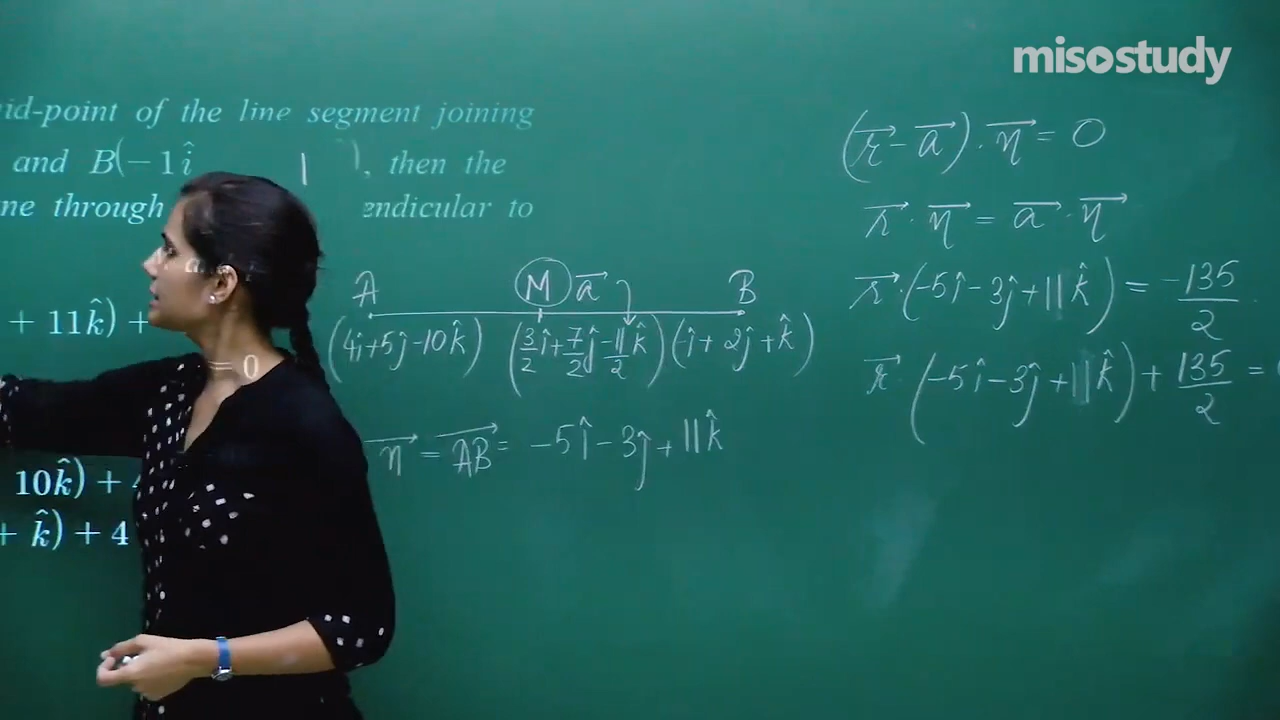 misostudy
id-point of the line segment joining
and B(-1î ), then the
ne through endicular to
+ 11k̂) +
= 0
10k̂) +
+ k̂) + 4
A M a⃗ B
(4î+5ĵ-10k̂) (3/2 î+7/2 ĵ-11/2 k̂) (-î+2ĵ+k̂)
η⃗ = AB⃗ = -5î-3ĵ+11k̂
(r⃗-a⃗).η⃗ = 0
r⃗.η⃗ = a⃗.η⃗
r⃗.(-5î-3ĵ+11k̂) = -135/2
r⃗.(-5î-3ĵ+11k̂)+135/2 =